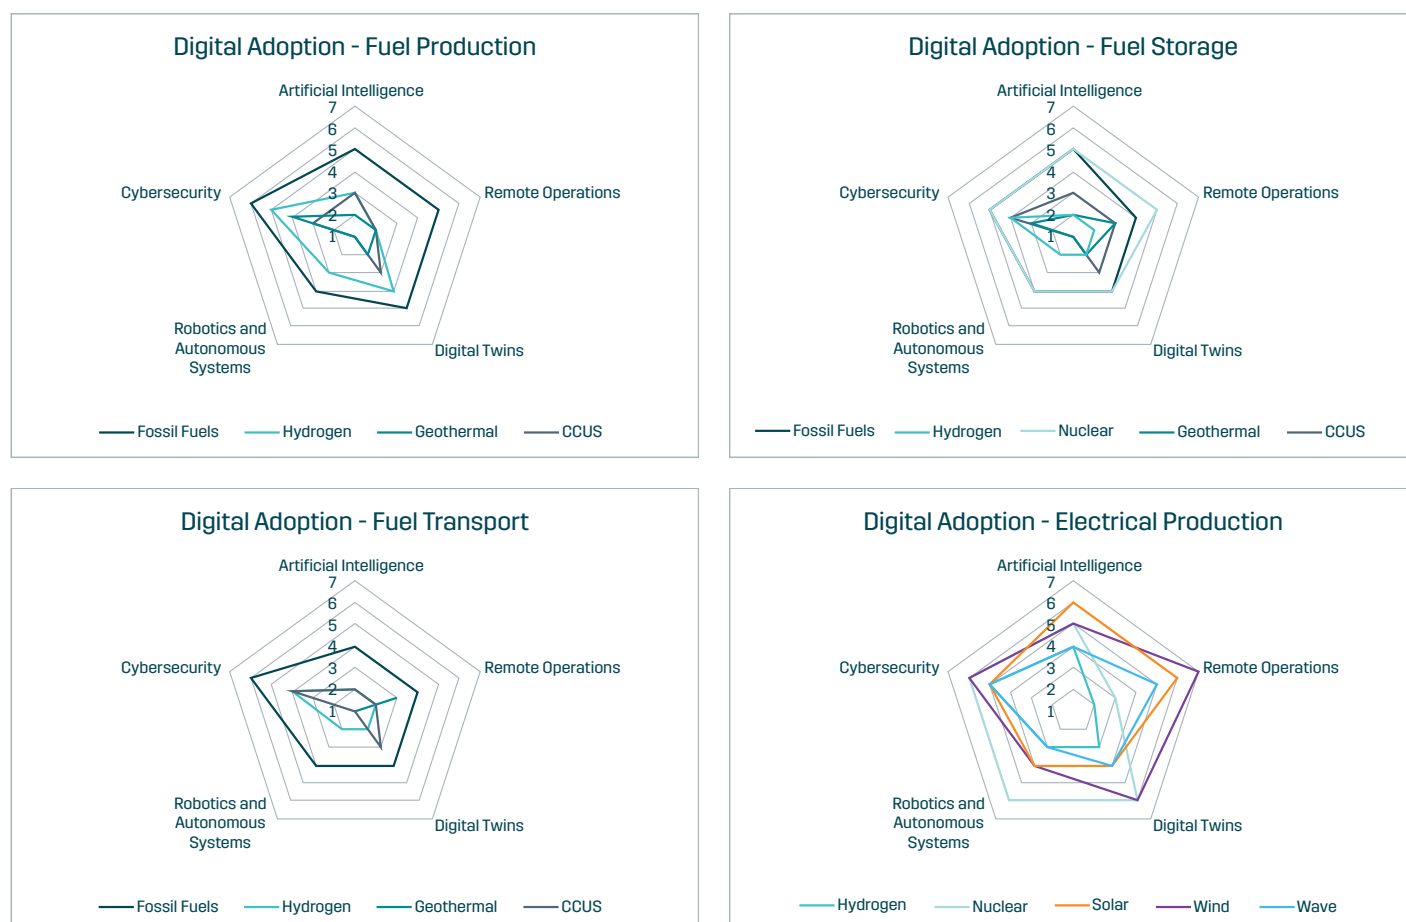 Digital Adoption - Fuel Production
Artificial Intelligence
7
6
5
4
3
2
1
Remote Operations
Cybersecurity
Robotics and
Autonomous
Systems
Digital Twins
Fossil Fuels
Hydrogen
Geothermal
CCUS
Digital Adoption - Fuel Storage
Artificial Intelligence
7
6
5
4
3
2
1
Remote Operations
Cybersecurity
Robotics and
Autonomous
Systems
Digital Twins
Fossil Fuels
Hydrogen
Nuclear
Geothermal
CCUS
Digital Adoption - Fuel Transport
Artificial Intelligence
7
6
5
4
3
2
1
Remote Operations
Cybersecurity
Robotics and
Autonomous
Systems
Digital Twins
Fossil Fuels
Hydrogen
Geothermal
CCUS
Digital Adoption - Electrical Production
Artificial Intelligence
7
6
5
4
3
2
1
Remote Operations
Cybersecurity
Robotics and
Autonomous
Systems
Digital Twins
Hydrogen
Nuclear
Solar
Wind
Wave